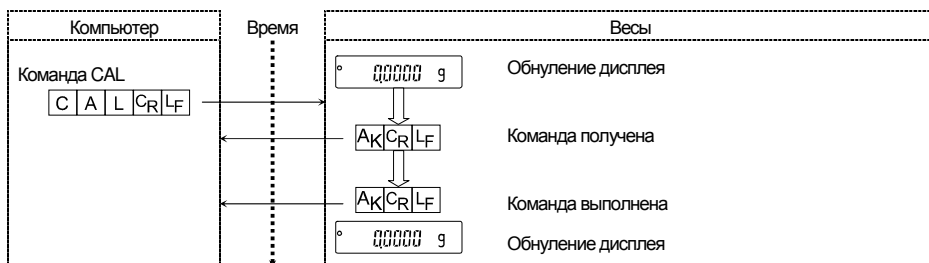 Компьютер Время Весы
Команда CAL
0.0000 g Обнуление дисплея
C A L CR LF
AK CR LF Команда получена
AK CR LF Команда выполнена
0.0000 g Обнуление дисплея